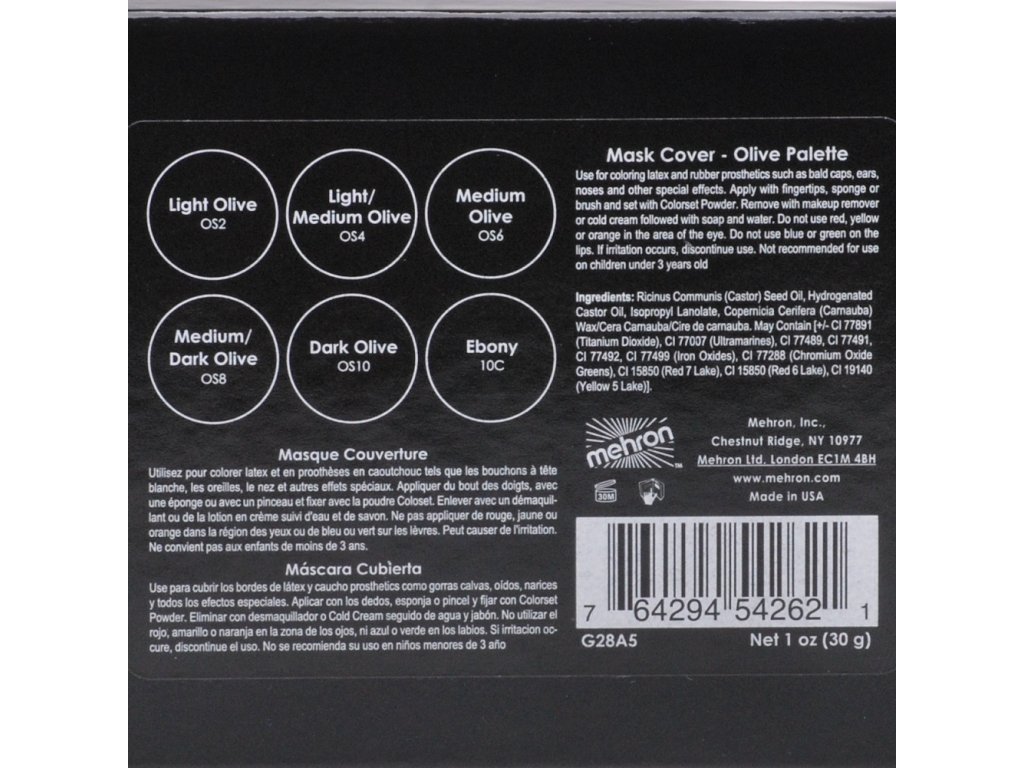 Light Olive
OS2
Light/
Medium Olive
OS4
Medium
Olive
OS6
Medium/
Dark Olive
OS8
Dark Olive
OS10
Ebony
10C
Masque Couverture
Utilisez pour colorer latex et en proothèses en caoutchouc tels que les bouchons à tête
blanche, les oreilles, le nez et autres effets spéciaux. Appliquer du bout des doigts, avec
une éponge ou avec un pinceau et fixer avec la poudre Coloset. Enlever avec un démaquil-
lant ou de la lotion en crème suivi d'eau et de savon. Ne pas appliquer de rouge, jaune ou
orange dans la région des yeux ou de bleu ou vert sur les lèvres. Peut causer de l'irritation.
Ne convient pas aux enfants de moins de 3 ans.
Máscara Cubierta
Use para cubrir los bordes de látex y caucho prosthetics como gorras calvas, oídos, narices
y todos los efectos especiales. Aplicar con los dedos, esponja o pincel y fijar con Colorset
Powder. Eliminar con desmaquillador o Cold Cream seguido de agua y jabón. No utilizar el
rojo, amarillo o naranja en la zona de los ojos, ni azul o verde en los labios. Si irritacion oc-
cure, discontinue el uso. No se recomienda su uso en niños menores de 3 año
Mask Cover - Olive Palette
Use for coloring latex and rubber prosthetics such as bald caps, ears,
noses and other special effects. Apply with fingertips, sponge or
brush and set with Colorset Powder. Remove with makeup remover
or cold cream followed with soap and water. Do not use red, yellow
or orange in the area of the eye. Do not use blue or green on the
lips. If irritation occurs, discontinue use. Not recommended for use
on children under 3 years old
Ingredients: Ricinus Communis (Castor) Seed Oil, Hydrogenated
Castor Oil, Isopropyl Lanolate, Copernicia Cerifera (Carnauba)
Wax/Cera Carnauba/Cire de carnauba. May Contain [+/- CI 77891
(Titanium Dioxide), CI 77007 (Ultramarines), CI 77489, CI 77491,
CI 77492, CI 77499 (Iron Oxides), CI 77288 (Chromium Oxide
Greens), CI 15850 (Red 7 Lake), CI 15850 (Red 6 Lake), CI 19140
(Yellow 5 Lake)].
mehron™
30M
Mehron, Inc.,
Chestnut Ridge, NY 10977
Mehron Ltd. London EC1M 4BH
www.mehron.com
Made in USA
7 64294 54262 1
G28A5
Net 1 oz (30 g)